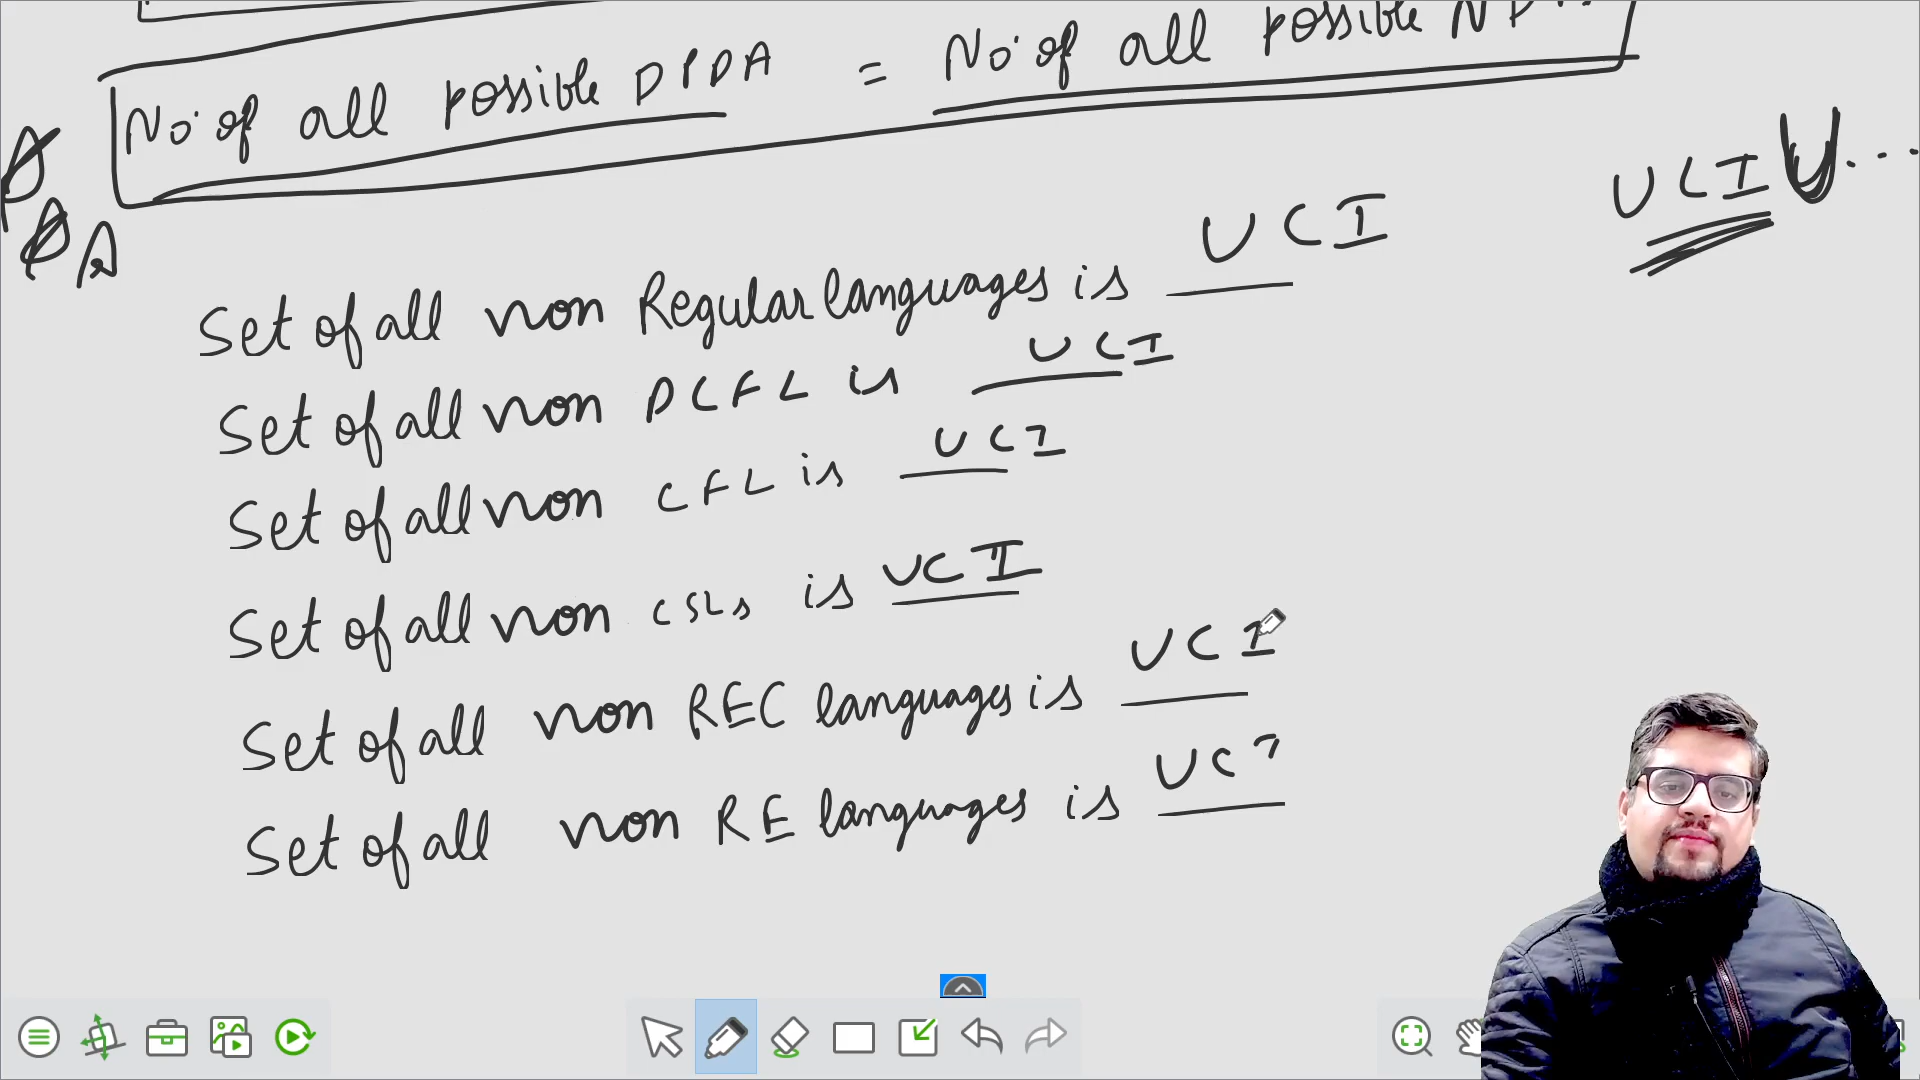 No. of all possible DPDA = No. of all possible
UCI U...
Set of all non Regular languages is UCI
Set of all non DCFL is UCI
Set of all non CFL is UCI
Set of all non CSLs is UCI
Set of all non REC languages is UCI
Set of all non RE languages is UC